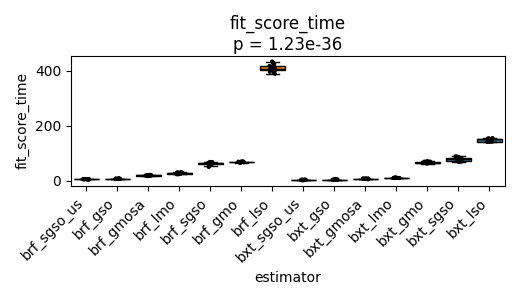 fit_score_time
p = 1.23e-36
fit_score_time
400
200
0
brf_sgso_us
brf_gso
brf_gmosa
brf_lmo
brf_sgso
brf_gmo
brf_lso
bxt_sgso_us
bxt_gso
bxt_gmosa
bxt_lmo
bxt_gmo
bxt_sgso
bxt_lso
estimator